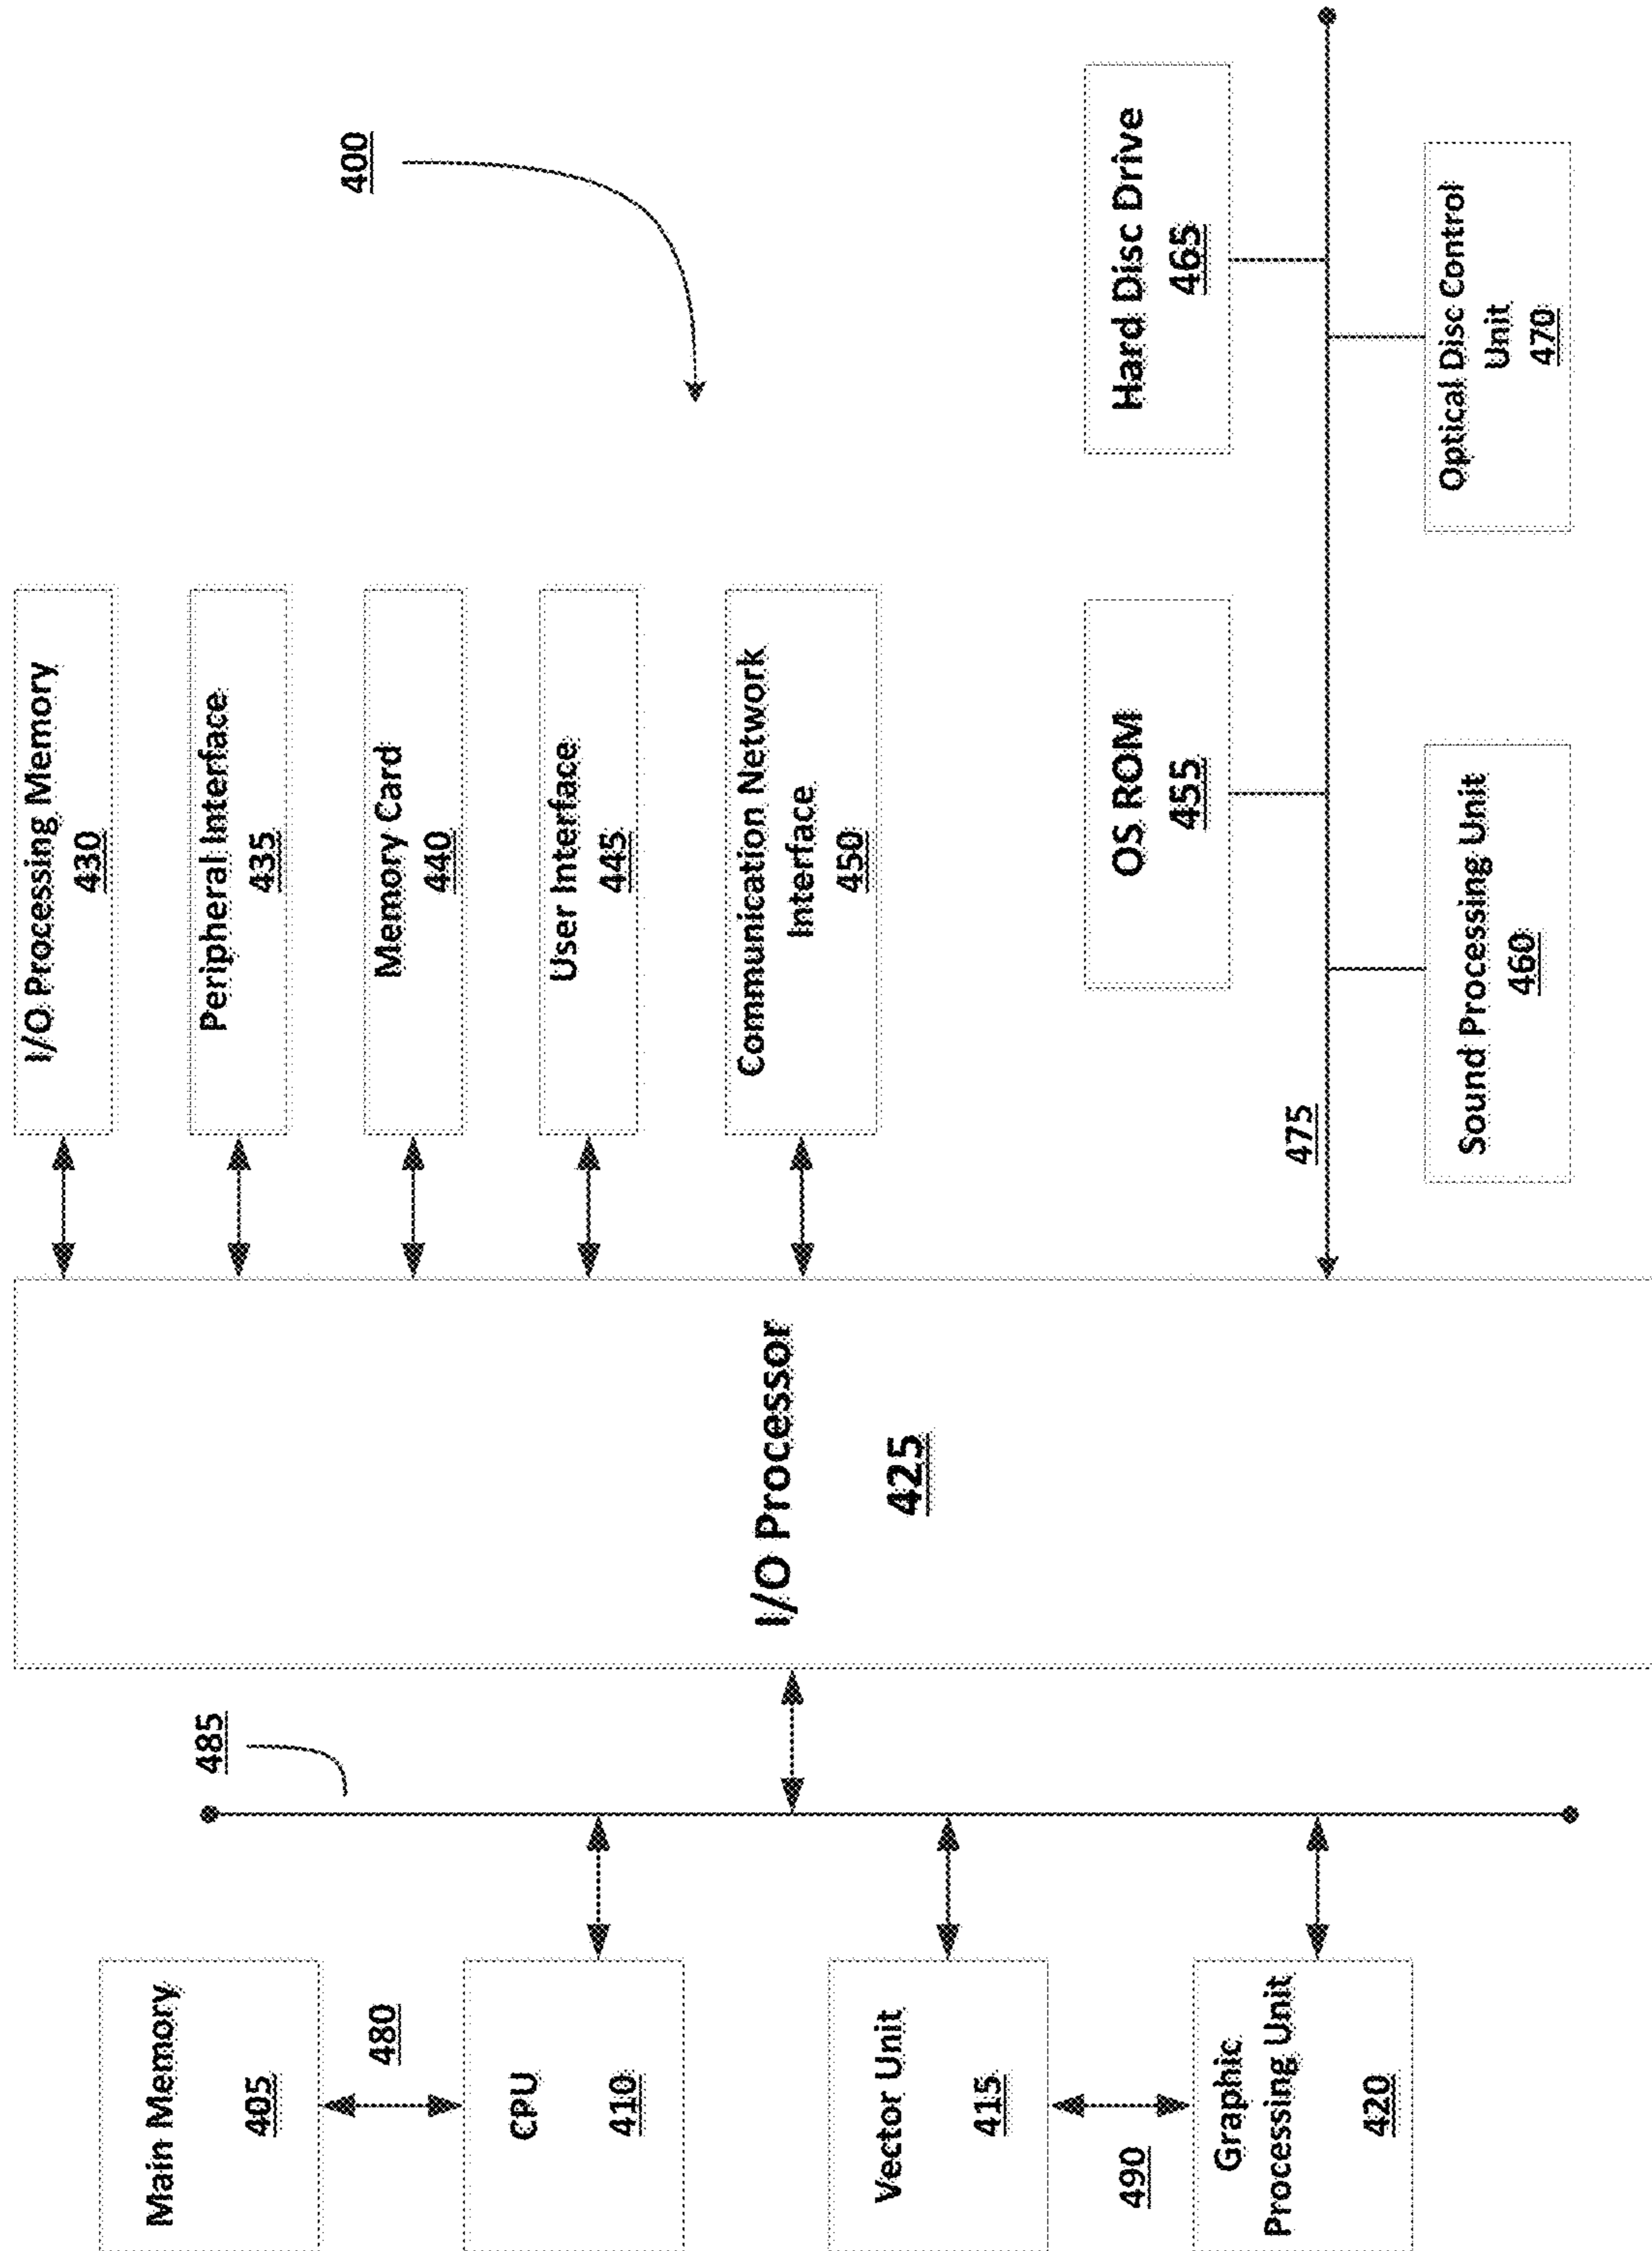 Main Memory
405
480
CPU
410
Vector Unit
415
490
Graphic
Processing Unit
420
485
I/O Processor
425
I/O Processing Memory
430
Peripheral Interface
435
Memory Card
440
User Interface
445
Communication Network
Interface
450
400
475
OS ROM
455
Hard Disc Drive
465
Sound Processing Unit
460
Optical Disc Control
Unit
470